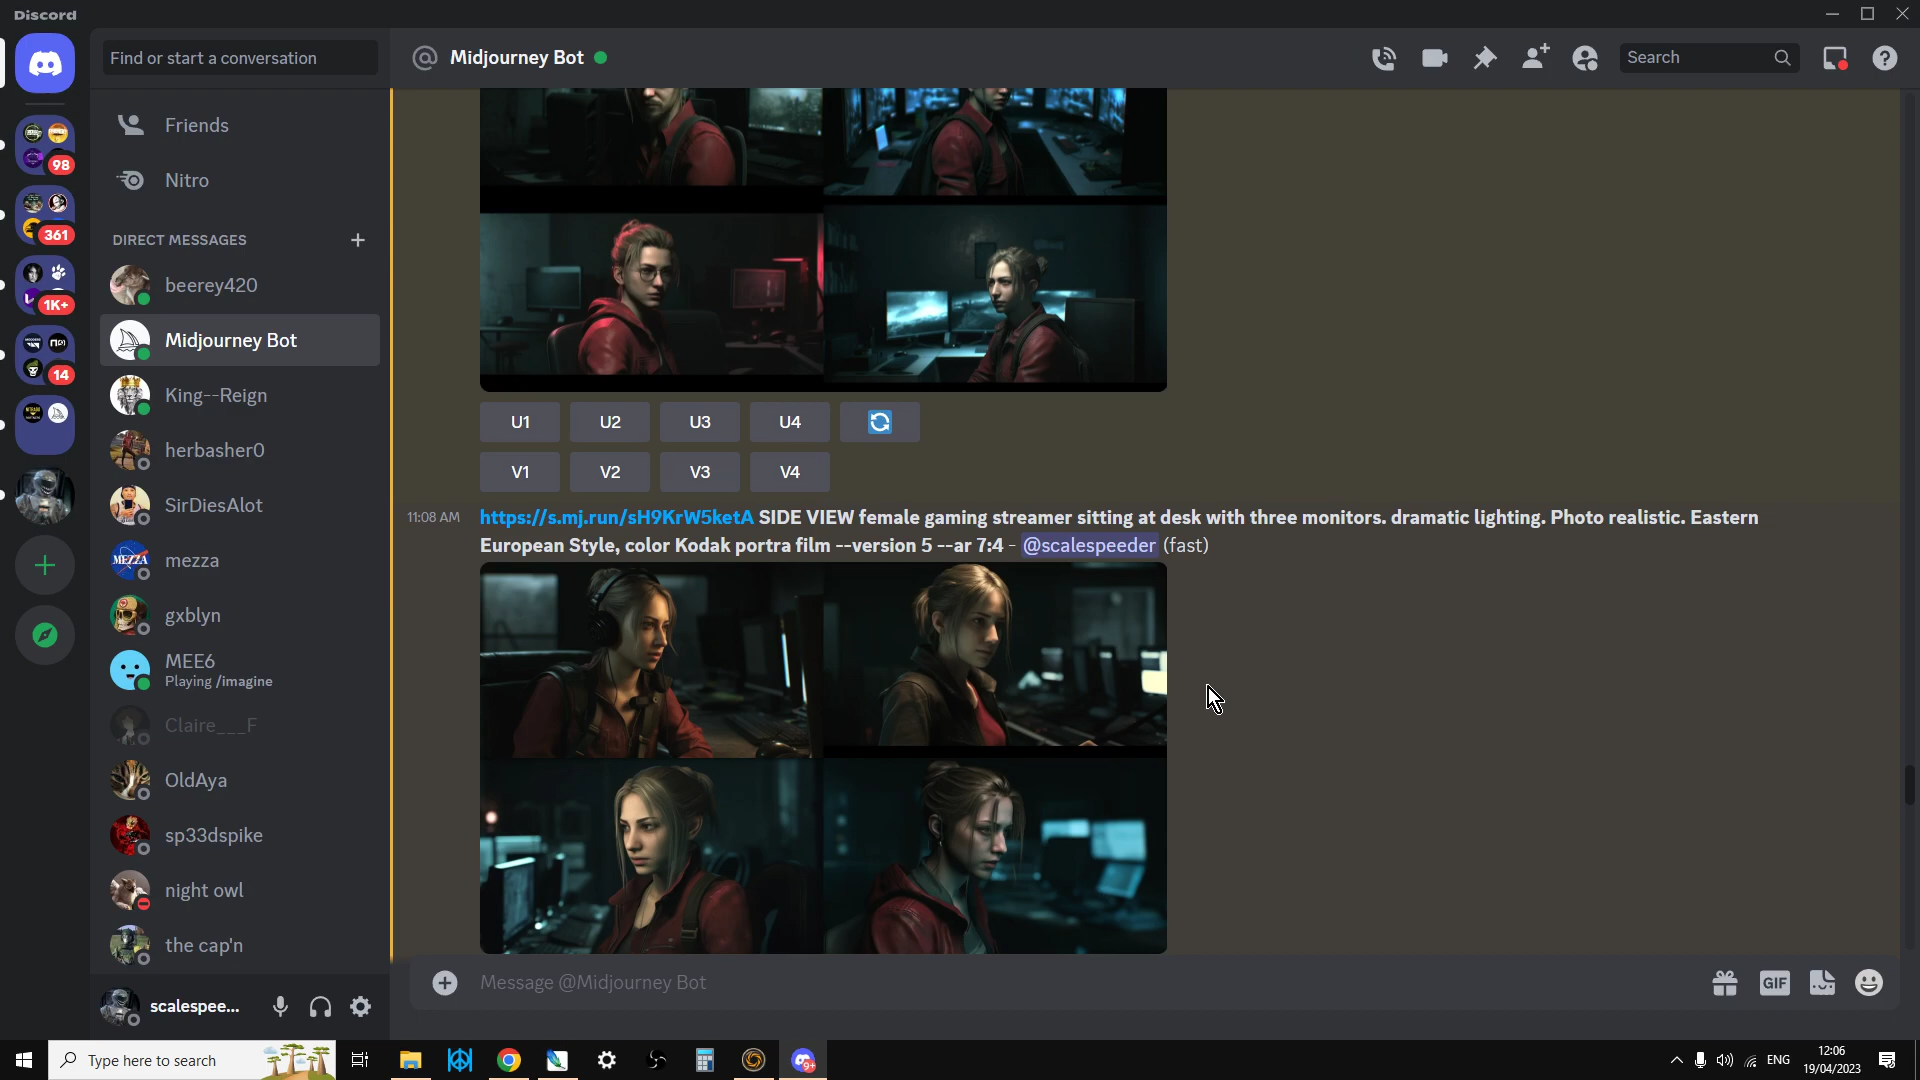 Discord
Find or start a conversation
Midjourney Bot
Search
Friends
Nitro
98
361
1K+
14
DIRECT MESSAGES
beerey420
Midjourney Bot
King--Reign
herbasher0
SirDiesAlot
MEZZA
mezza
gxblyn
MEE6
Playing /imagine
Claire___F
OldAya
sp33dspike
night owl
the cap'n
scalespee...
U1 U2 U3 U4
V1 V2 V3 V4
11:08 AM
https://s.mj.run/sH9KrW5ketA SIDE VIEW female gaming streamer sitting at desk with three monitors. dramatic lighting. Photo realistic. Eastern
European Style, color Kodak portra film --version 5 --ar 7:4 - @scalespeeder (fast)
Message @Midjourney Bot
GIF
Type here to search
9+
ENG
12:06
19/04/2023